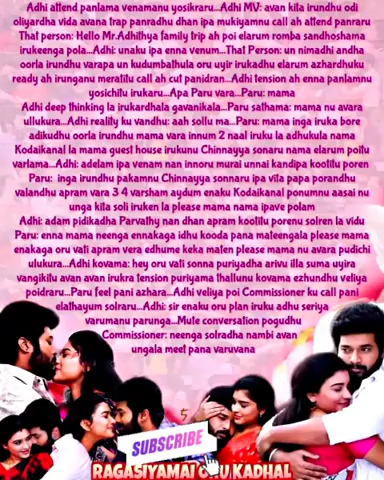 Adhi attend panlama venamanu yosikraru...Adhi MV: avan kita irundhu odi
oliyardha vida avana trap panradhu dhan ipa mukiyamnu call ah attend panraru
That person: Hello Mr.Adhithya family trip ah poi elarum romba sandhoshama
irukeenga pola...Adhi: unaku ipa enna venum...That Person: un nimadhi andha
oorla irundhu varapa un kudumbathula oru uyir irukadhu elarum azhardhuku
ready ah irunganu meratitu call ah cut panidran...Adhi tension ah enna panlamnu
yosichitu irukaru...Apa Paru vara...Paru: mama
Adhi deep thinking la irukardhala gavanikala...Paru sathama: mama nu avara
ullukura...Adhi reality ku vandhu: aah sollu ma...Paru: mama inga iruka bore
adikudhu oorla irundhu mama vara innum 2 naal iruku la adhukula nama
Kodaikanal la mama guest house irukunu Chinnayya sonaru nama elarum poitu
varlama...Adhi: adelam ipa venam nan innoru murai unnai kandipa kootitu poren
Paru: inga irundhu pakamnu Chinnayya sonnaru ipa vita papa porandhu
valandhu apram vara 3 4 varsham aydum enaku Kodaikanal ponumnu aasai nu
unga kita soli iruken la please mama nama ipave polam
Adhi: adam pidikadha Parvathy nan dhan apram kootitu porenu solren la vidu
Paru: enna mama neenga ennakaga idhu kooda pana mateengala please mama
enakaga oru vati apram vera edhume keka maten please mama nu avara pudichi
ulukura...Adhi kovama: hey oru vati sonna puriyadha arivu illa suma uyira
vangikitu avan avan irukra tension puriyama thallunu kovama ezhundhu veliya
poidraru...Paru feel pani azhara...Adhi veliya poi Commissioner ku call pani
elathayum solraru...Adhi: sir enaku oru plan iruku adhu seriya
varumanu parunga...Mute conversation pogudhu
Commissioner: neenga solradha nambi avan
ungala meet pana varuvana
SUBSCRIBE
RAGASIYAMAI ORU KADHAL